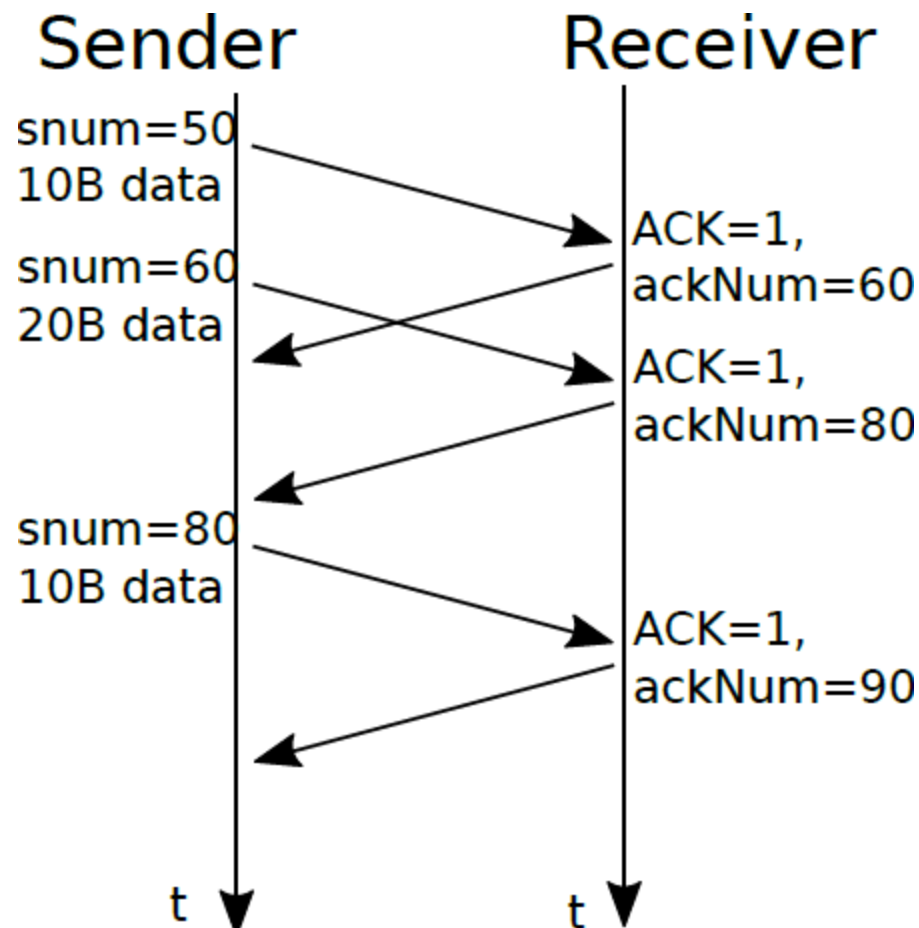 Sender
Receiver
snum=50
10B data
ACK=1,
ackNum=60
snum=60
20B data
ACK=1,
ackNum=80
snum=80
10B data
ACK=1,
ackNum=90
t
t